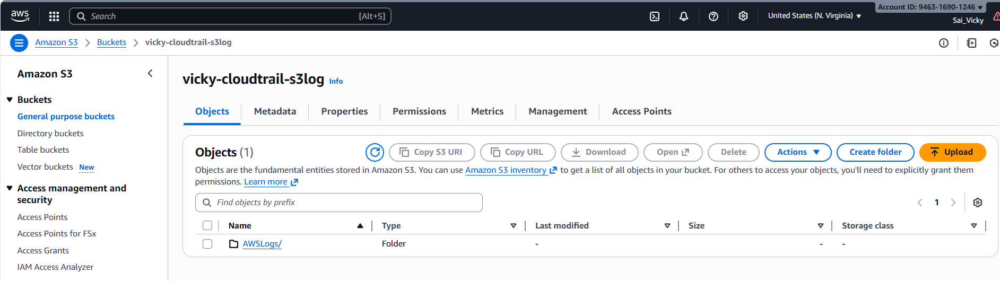 aws
Search [Alt+S]
United States (N. Virginia)
Account ID: 9463-1690-1246
Sai_Vicky
Amazon S3 Buckets vicky-cloudtrail-s3log
Amazon S3
Buckets
General purpose buckets
Directory buckets
Table buckets
Vector buckets New
Access management and
security
Access Points
Access Points for FSx
Access Grants
IAM Access Analyzer
vicky-cloudtrail-s3log Info
Objects Metadata Properties Permissions Metrics Management Access Points
Objects (1) Copy S3 URI Copy URL Download Open Delete Actions Create folder Upload
Objects are the fundamental entities stored in Amazon S3. You can use Amazon S3 inventory to get a list of all objects in your bucket. For others to access your objects, you'll need to explicitly grant them
permissions. Learn more
Find objects by prefix 1
Name Type Last modified Size Storage class
AWSLogs/ Folder - - -